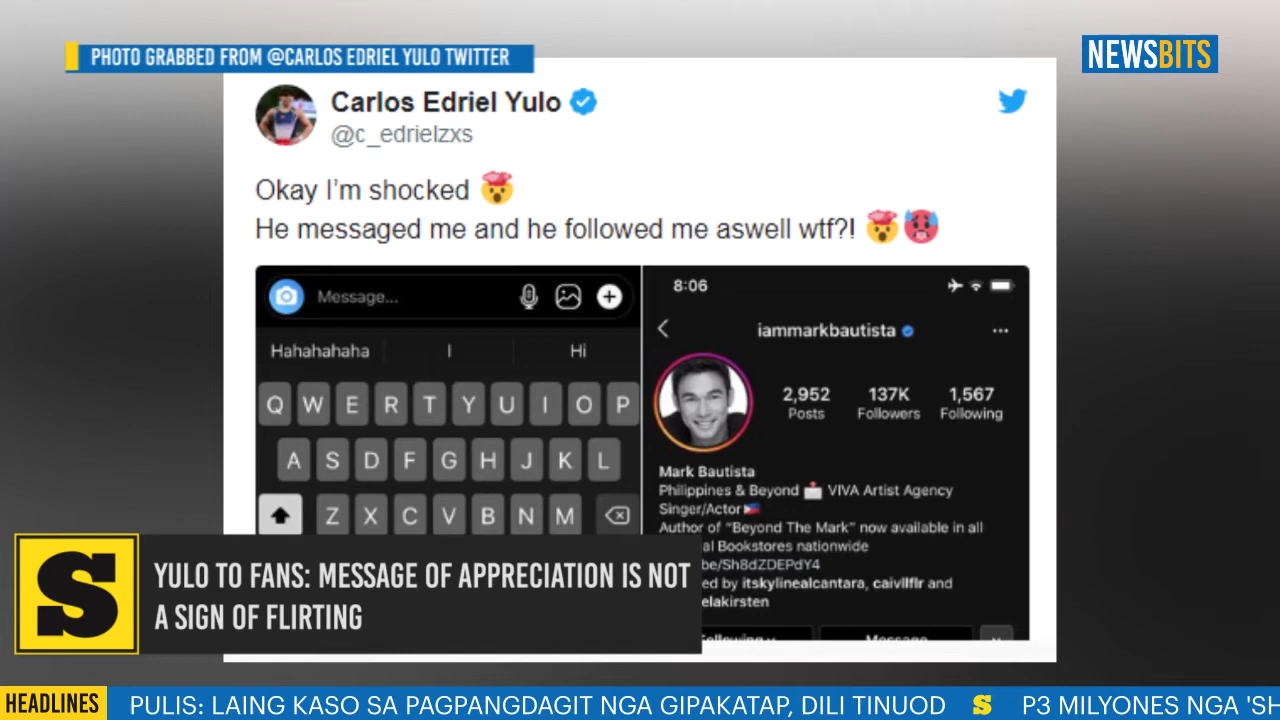 PHOTO GRABBED FROM @CARLOS EDRIEL YULO TWITTER
NEWSBITS
Carlos Edriel Yulo
@c_edrielzxs
Okay I'm shocked 🤯
He messaged me and he followed me aswell wtf?! 🤯🥵
Message...
Hahahahaha I Hi
Q W E R T Y U I O P
A S D F G H J K L
Z X C V B N M
8:06
iammarkbautista
2,952 137K 1,567
Posts Followers Following
Mark Bautista
Philippines & Beyond 📩 VIVA Artist Agency
Singer/Actor🇵🇭
Author of "Beyond The Mark" now available in all
al Bookstores nationwide
be/Sh8dZDEPdY4
ed by itskylinealcantara, caivllflr and
elakirsten
Message
S
YULO TO FANS: MESSAGE OF APPRECIATION IS NOT
A SIGN OF FLIRTING
HEADLINES
PULIS: LAING KASO SA PAGPANGDAGIT NGA GIPAKATAP, DILI TINUOD S P3 MILYONES NGA 'SH